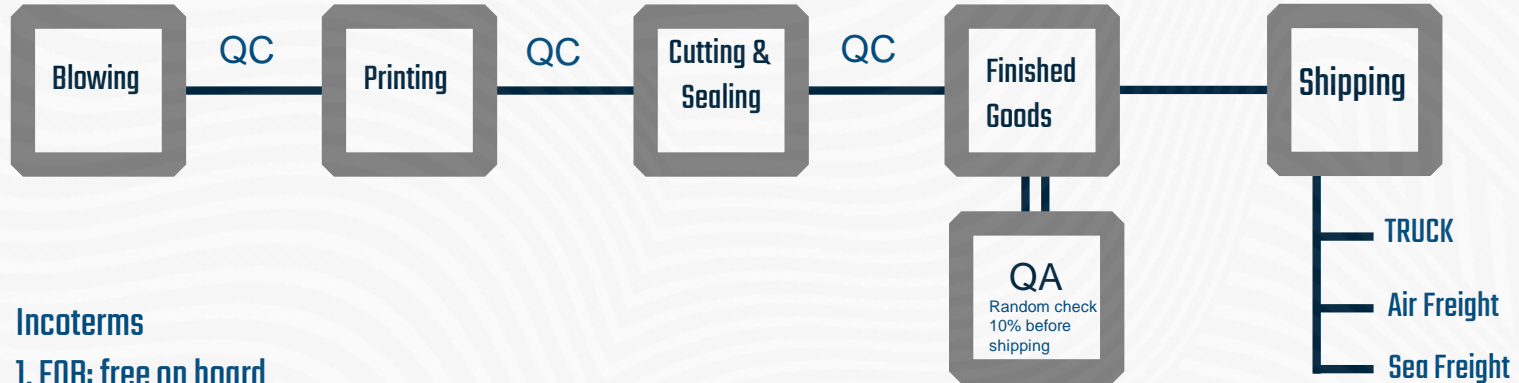 Blowing
QC
Printing
QC
Cutting &
Sealing
QC
Finished
Goods
Shipping
QA
Random check
10% before
shipping
TRUCK
Air Freight
Sea Freight
Incoterms
1. FOB: free on board